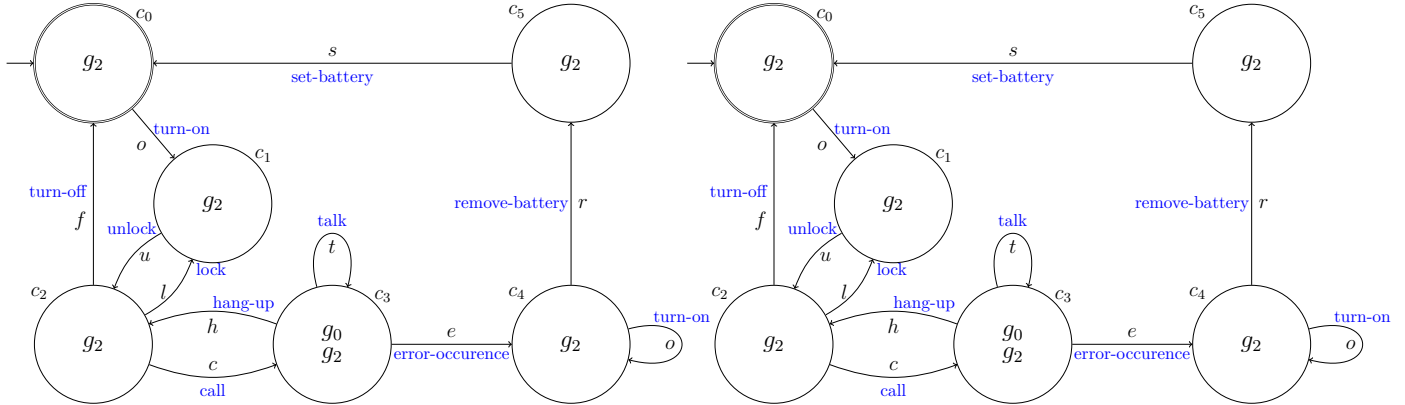 c0
g2
s
set-battery
c5
g2
turn-on
o
c1
g2
turn-off
f
unlock
u
lock
l
remove-battery
r
talk
t
c2
g2
hang-up
h
c
call
c3
g0
g2
e
error-occurence
c4
g2
turn-on
o
c0
g2
s
set-battery
c5
g2
turn-on
o
c1
g2
turn-off
f
unlock
u
lock
l
remove-battery
r
talk
t
c2
g2
hang-up
h
c
call
c3
g0
g2
e
error-occurence
c4
g2
turn-on
o